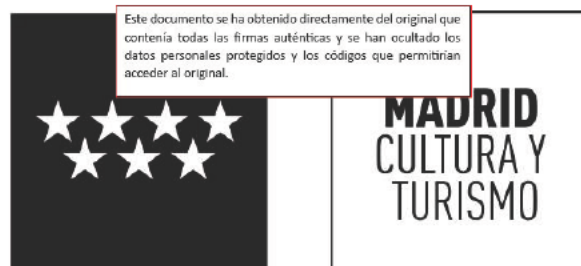 Este documento se ha obtenido directamente del original que
contenía todas las firmas auténticas y se han ocultado los
datos personales protegidos y los códigos que permitirían
acceder al original.
MADRID
CULTURA Y
TURISMO